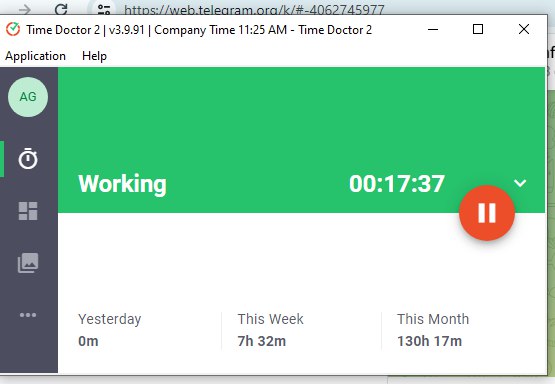 https://web.telegram.org/k/#-4062745977
Time Doctor 2 | v3.9.91 | Company Time 11:25 AM - Time Doctor 2
Application Help
AG
Working 00:17:37
Yesterday This Week This Month
0m 7h 32m 130h 17m